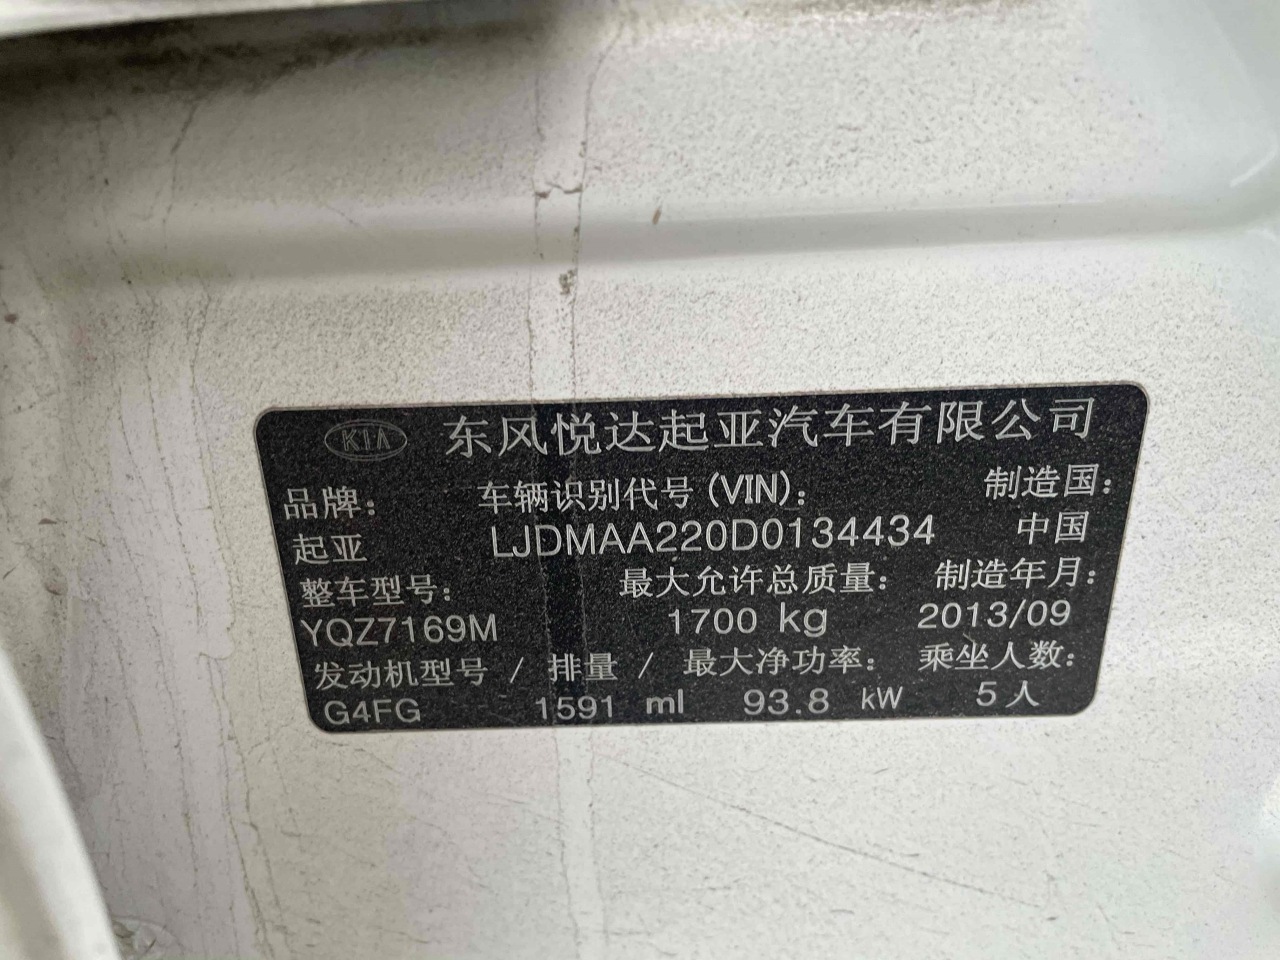 KIA 东风悦达起亚汽车有限公司
品牌: 车辆识别代号(VIN): 制造国:
起亚 LJDMAA220D0134434 中国
整车型号: 最大允许总质量: 制造年月:
YQZ7169M 1700 kg 2013/09
发动机型号 / 排量 / 最大净功率: 乘坐人数:
G4FG 1591 ml 93.8 kW 5人